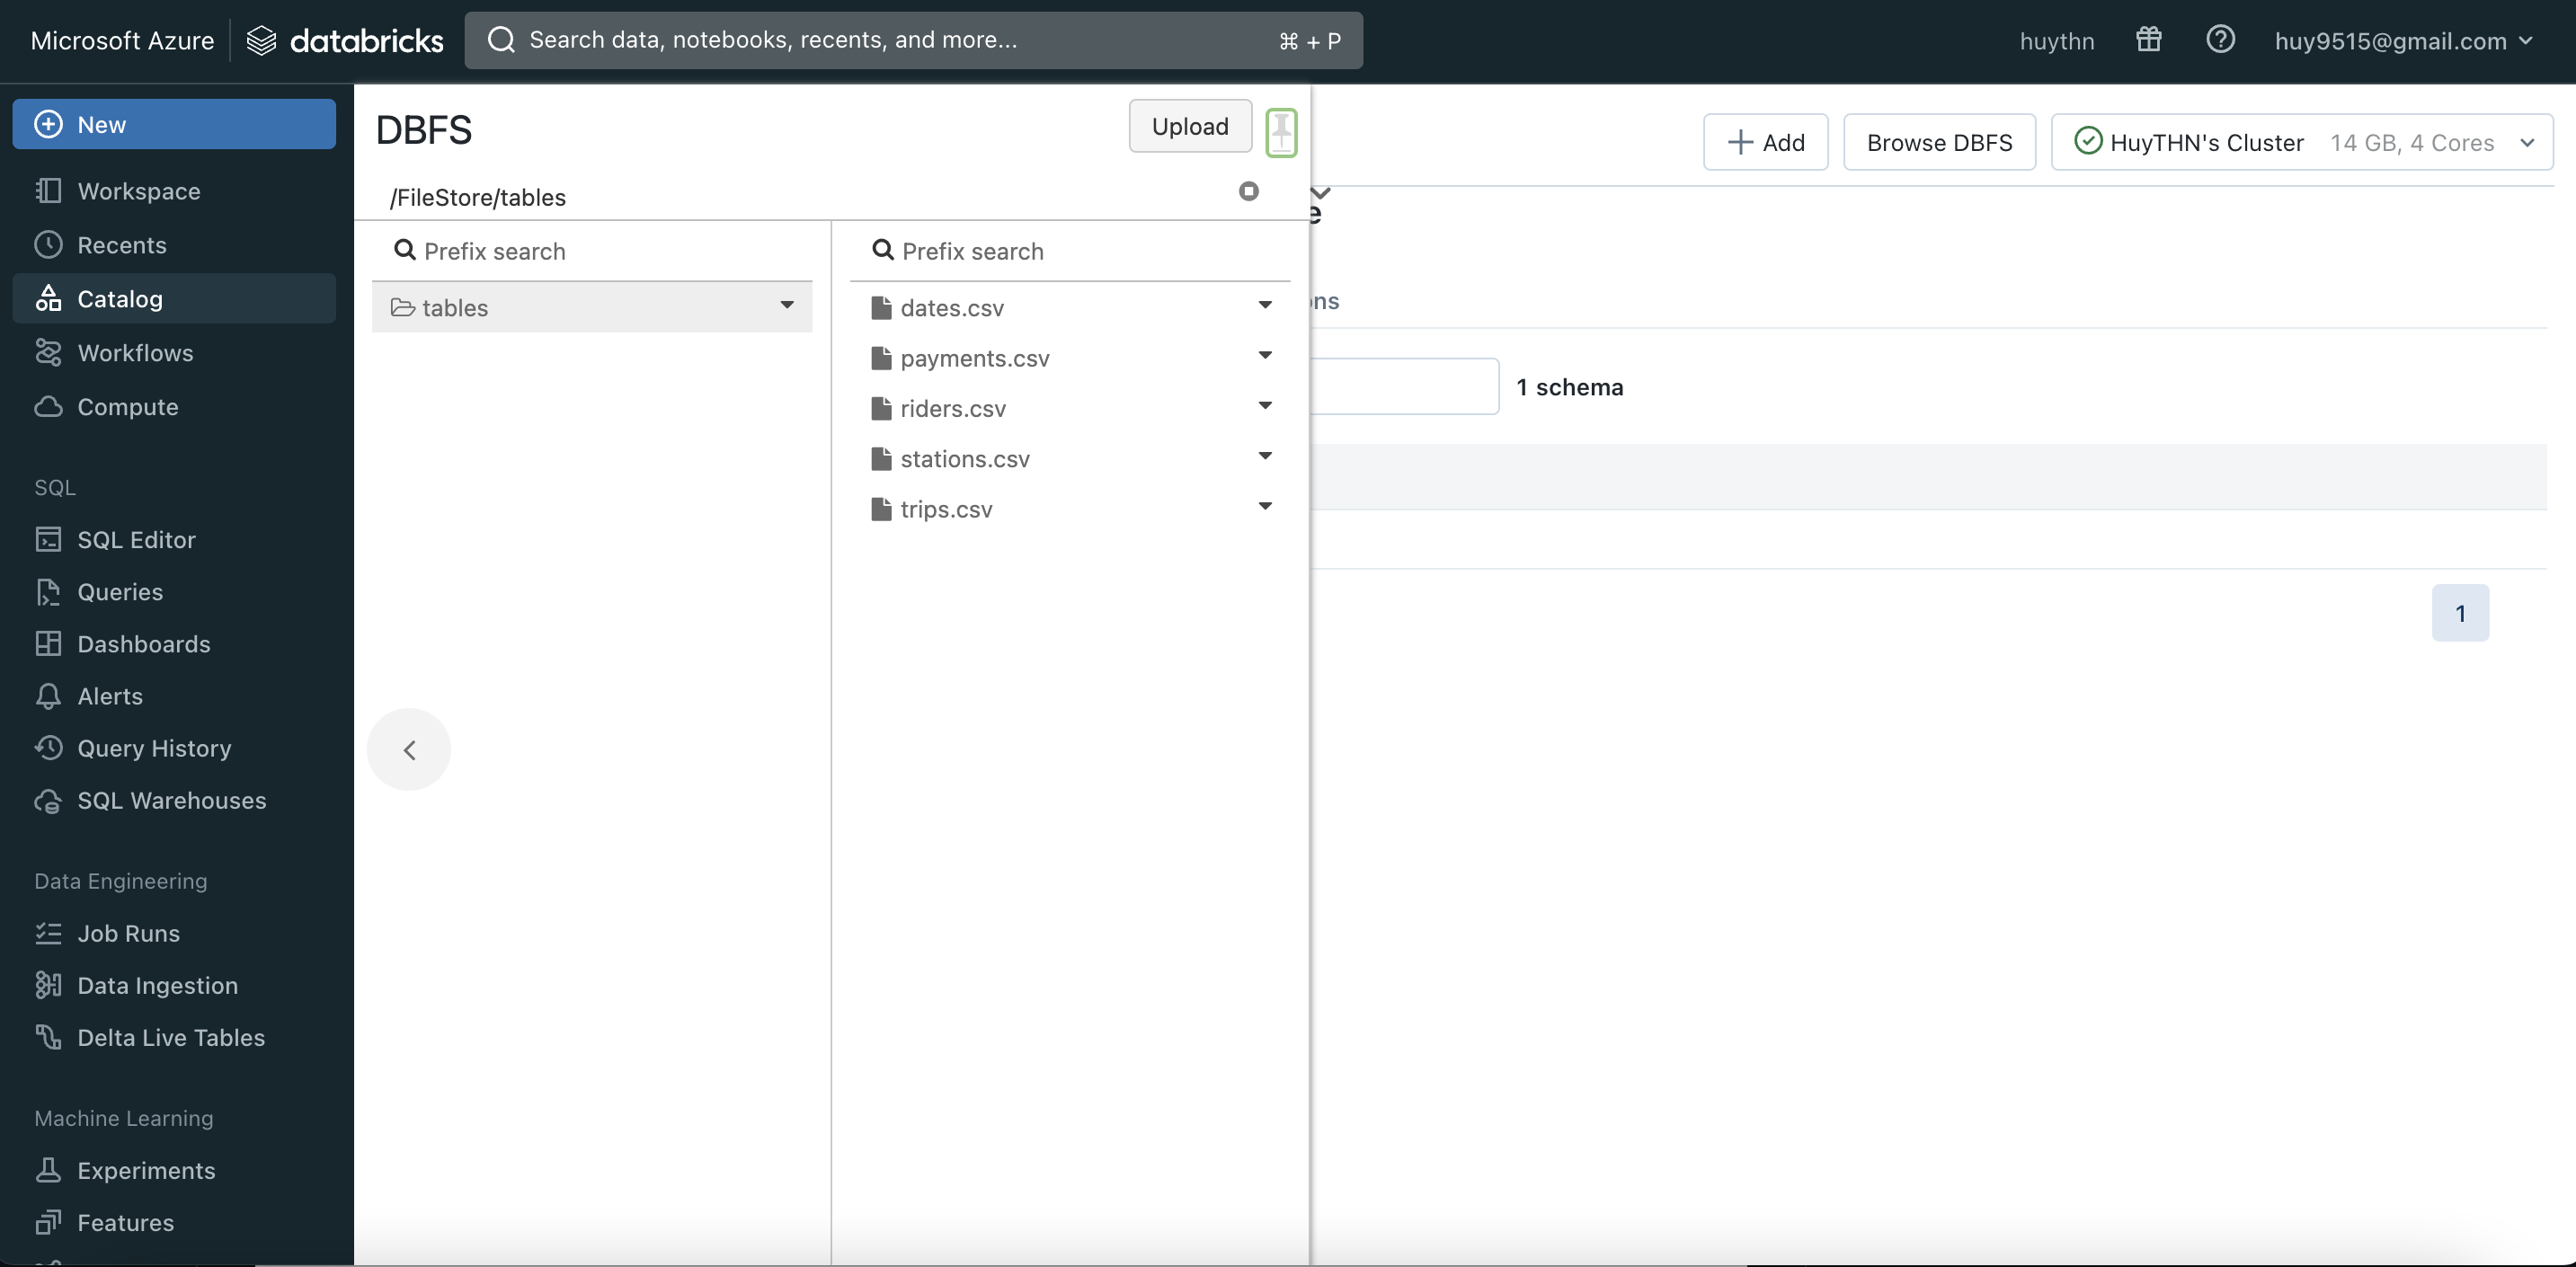 Microsoft Azure databricks Search data, notebooks, recents, and more... ⌘ + P huythn huy9515@gmail.com
New
Workspace
Recents
Catalog
Workflows
Compute
SQL
SQL Editor
Queries
Dashboards
Alerts
Query History
SQL Warehouses
Data Engineering
Job Runs
Data Ingestion
Delta Live Tables
Machine Learning
Experiments
Features
DBFS Upload
/FileStore/tables
Prefix search
tables
Prefix search
dates.csv
payments.csv
riders.csv
stations.csv
trips.csv
Add Browse DBFS HuyTHN's Cluster 14 GB, 4 Cores
1 schema
1